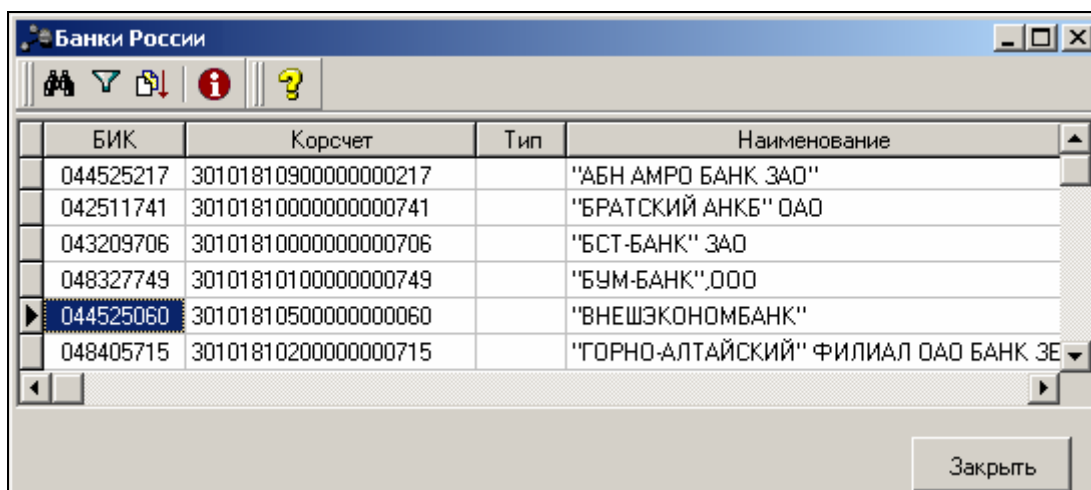 Банки России
БИК Корсчет Тип Наименование
044525217 30101810900000000217 "АБН АМРО БАНК ЗАО"
042511741 30101810000000000741 "БРАТСКИЙ АНКБ" ОАО
043209706 30101810000000000706 "БСТ-БАНК" ЗАО
048327749 30101810100000000749 "БУМ-БАНК",ООО
044525060 30101810500000000060 "ВНЕШЭКОНОМБАНК"
048405715 30101810200000000715 "ГОРНО-АЛТАЙСКИЙ" ФИЛИАЛ ОАО БАНК ЗЕ
Закрыть